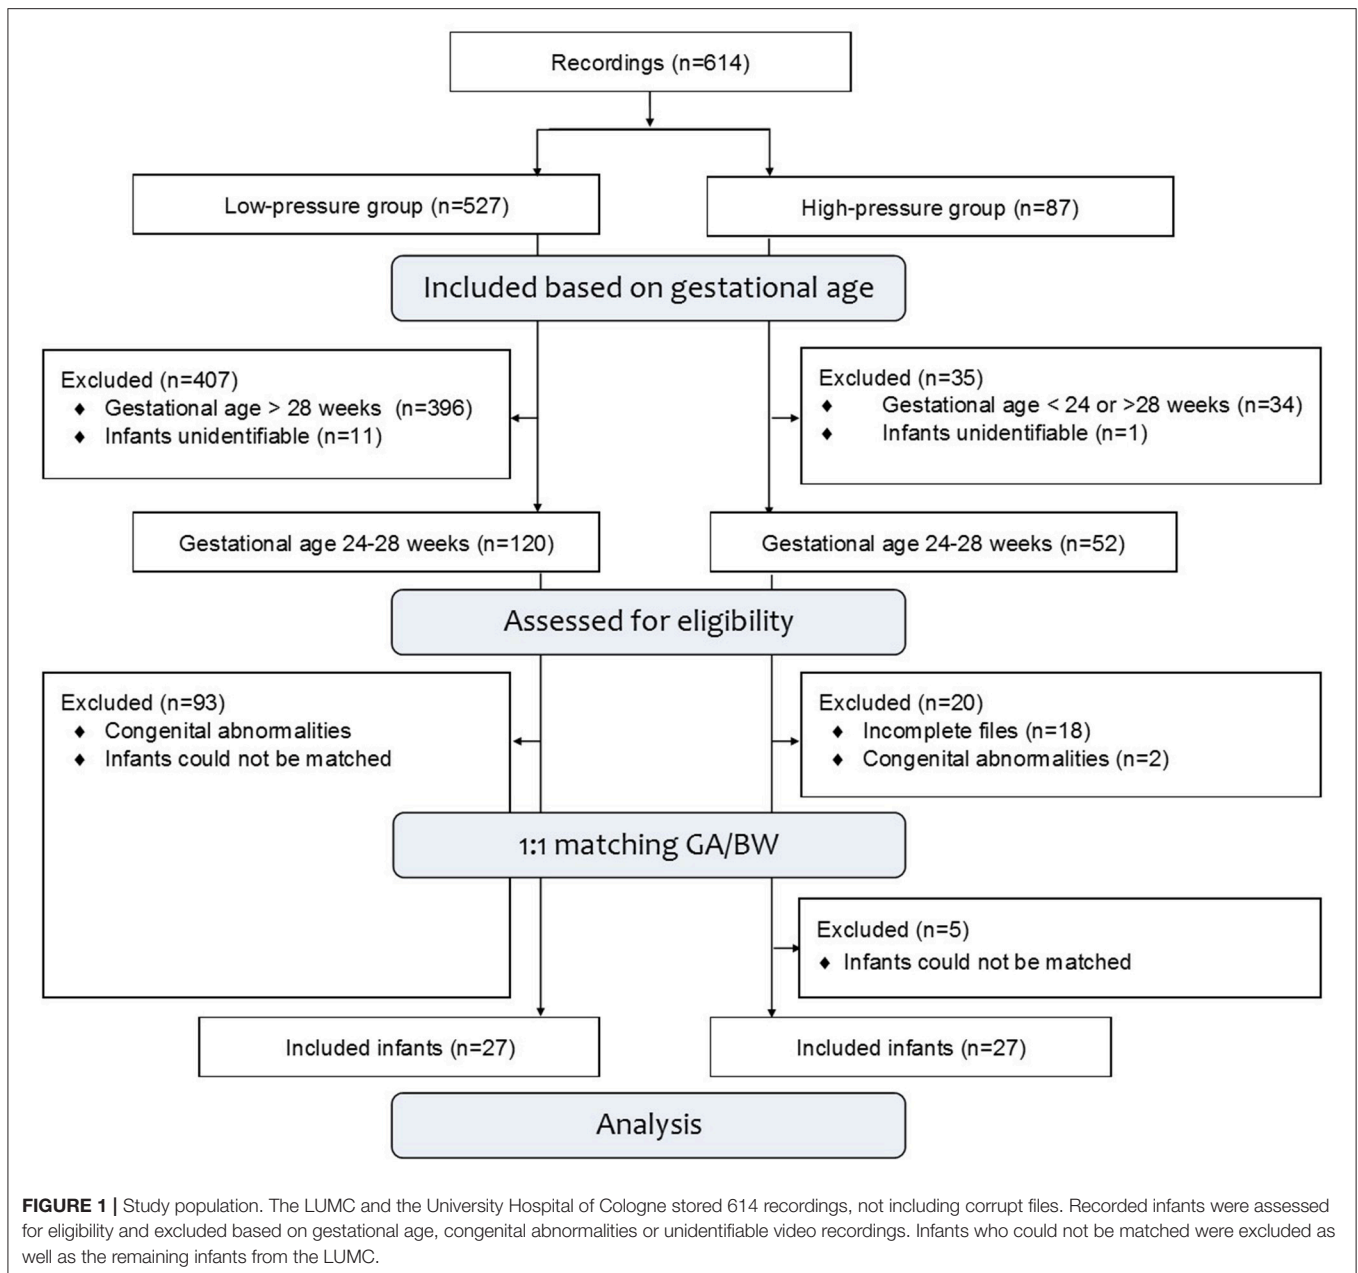 Recordings (n=614)
Low-pressure group (n=527)
High-pressure group (n=87)
Included based on gestational age
Excluded (n=407)
♦ Gestational age > 28 weeks (n=396)
♦ Infants unidentifiable (n=11)
Excluded (n=35)
♦ Gestational age < 24 or >28 weeks (n=34)
♦ Infants unidentifiable (n=1)
Gestational age 24-28 weeks (n=120)
Gestational age 24-28 weeks (n=52)
Assessed for eligibility
Excluded (n=93)
♦ Congenital abnormalities
♦ Infants could not be matched
Excluded (n=20)
♦ Incomplete files (n=18)
♦ Congenital abnormalities (n=2)
1:1 matching GA/BW
Excluded (n=5)
♦ Infants could not be matched
Included infants (n=27)
Included infants (n=27)
Analysis
FIGURE 1 | Study population. The LUMC and the University Hospital of Cologne stored 614 recordings, not including corrupt files. Recorded infants were assessed
for eligibility and excluded based on gestational age, congenital abnormalities or unidentifiable video recordings. Infants who could not be matched were excluded as
well as the remaining infants from the LUMC.